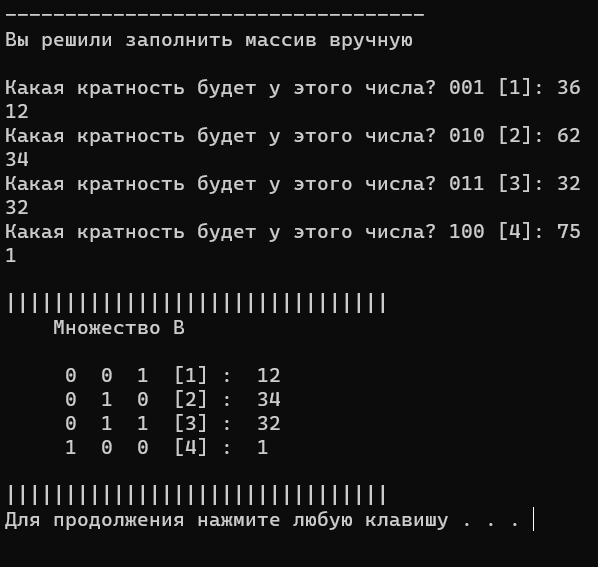 -----------------------------------
Вы решили заполнить массив вручную
Какая кратность будет у этого числа? 001 [1]: 36
12
Какая кратность будет у этого числа? 010 [2]: 62
34
Какая кратность будет у этого числа? 011 [3]: 32
32
Какая кратность будет у этого числа? 100 [4]: 75
1
||||||||||||||||||||||||||||||||
Множество B
0 0 1 [1] : 12
0 1 0 [2] : 34
0 1 1 [3] : 32
1 0 0 [4] : 1
||||||||||||||||||||||||||||||||
Для продолжения нажмите любую клавишу . . .